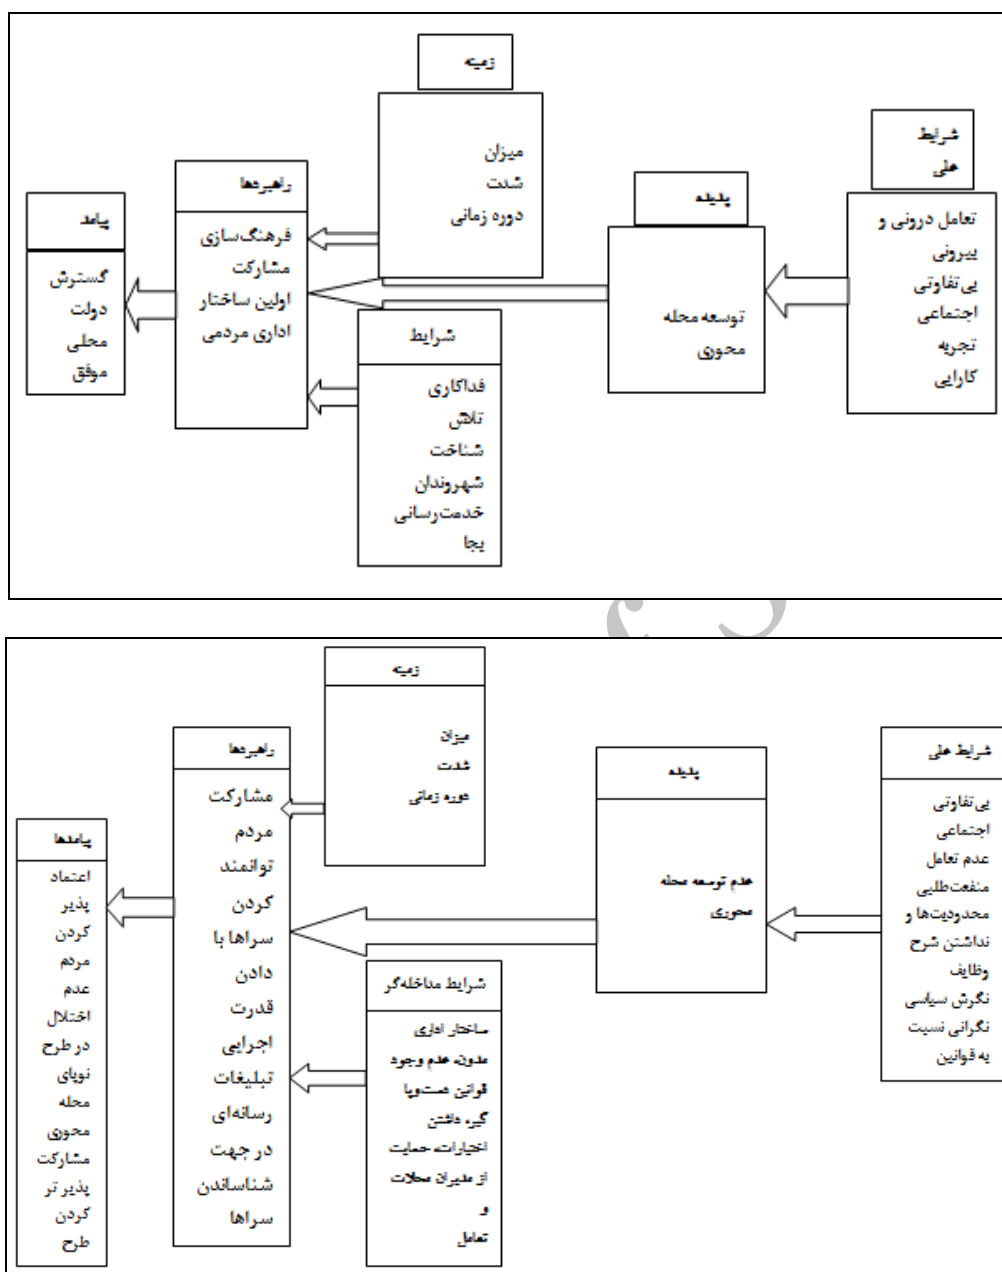 زمینه
میزان
شدت
دوره زمانی
شرایط
علی
تعامل درونی و
بیرونی
بی‌تفاوتی
اجتماعی
تجربه
کارایی
پدیده
توسعه محله
محوری
راهبردها
فرهنگ‌سازی
مشارکت
اولین ساختار
اداری مردمی
شرایط
فداکاری
تلاش
شناخت
شهروندان
خدمت‌رسانی
بجا
پیامد
گسترش
دولت
محلی
موفق
زمینه
میزان
شدت
دوره زمانی
شرایط علی
بی‌تفاوتی
اجتماعی
عدم تعامل
منفعت‌طلبی
محدودیت‌ها و
نداشتن شرح
وظایف
نگرش سیاسی
نگرانی نسبت
به قوانین
پدیده
عدم توسعه محله
محوری
راهبردها
مشارکت
مردم
توانمند
کردن
سراها با
دادن
قدرت
اجرایی
تبلیغات
رسانه‌ای
در جهت
شناساندن
سراها
شرایط مداخله‌گر
ساختار اداری
مدون، عدم وجود
قوانین دست‌وپا
گیر، داشتن
اختیارات، حمایت
از مدیران محلات
و
تعامل
پیامدها
اعتماد
پذیر
کردن
مردم
عدم
اختلال
در طرح
نوپای
محله
محوری
مشارکت
پذیر تر
کردن
طرح